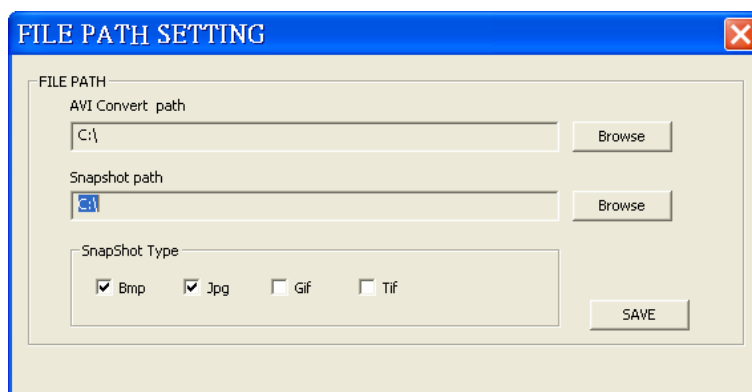 FILE PATH SETTING
FILE PATH
AVI Convert path
C:\
Browse
Snapshot path
C:\
Browse
SnapShot Type
Bmp Jpg Gif Tif
SAVE